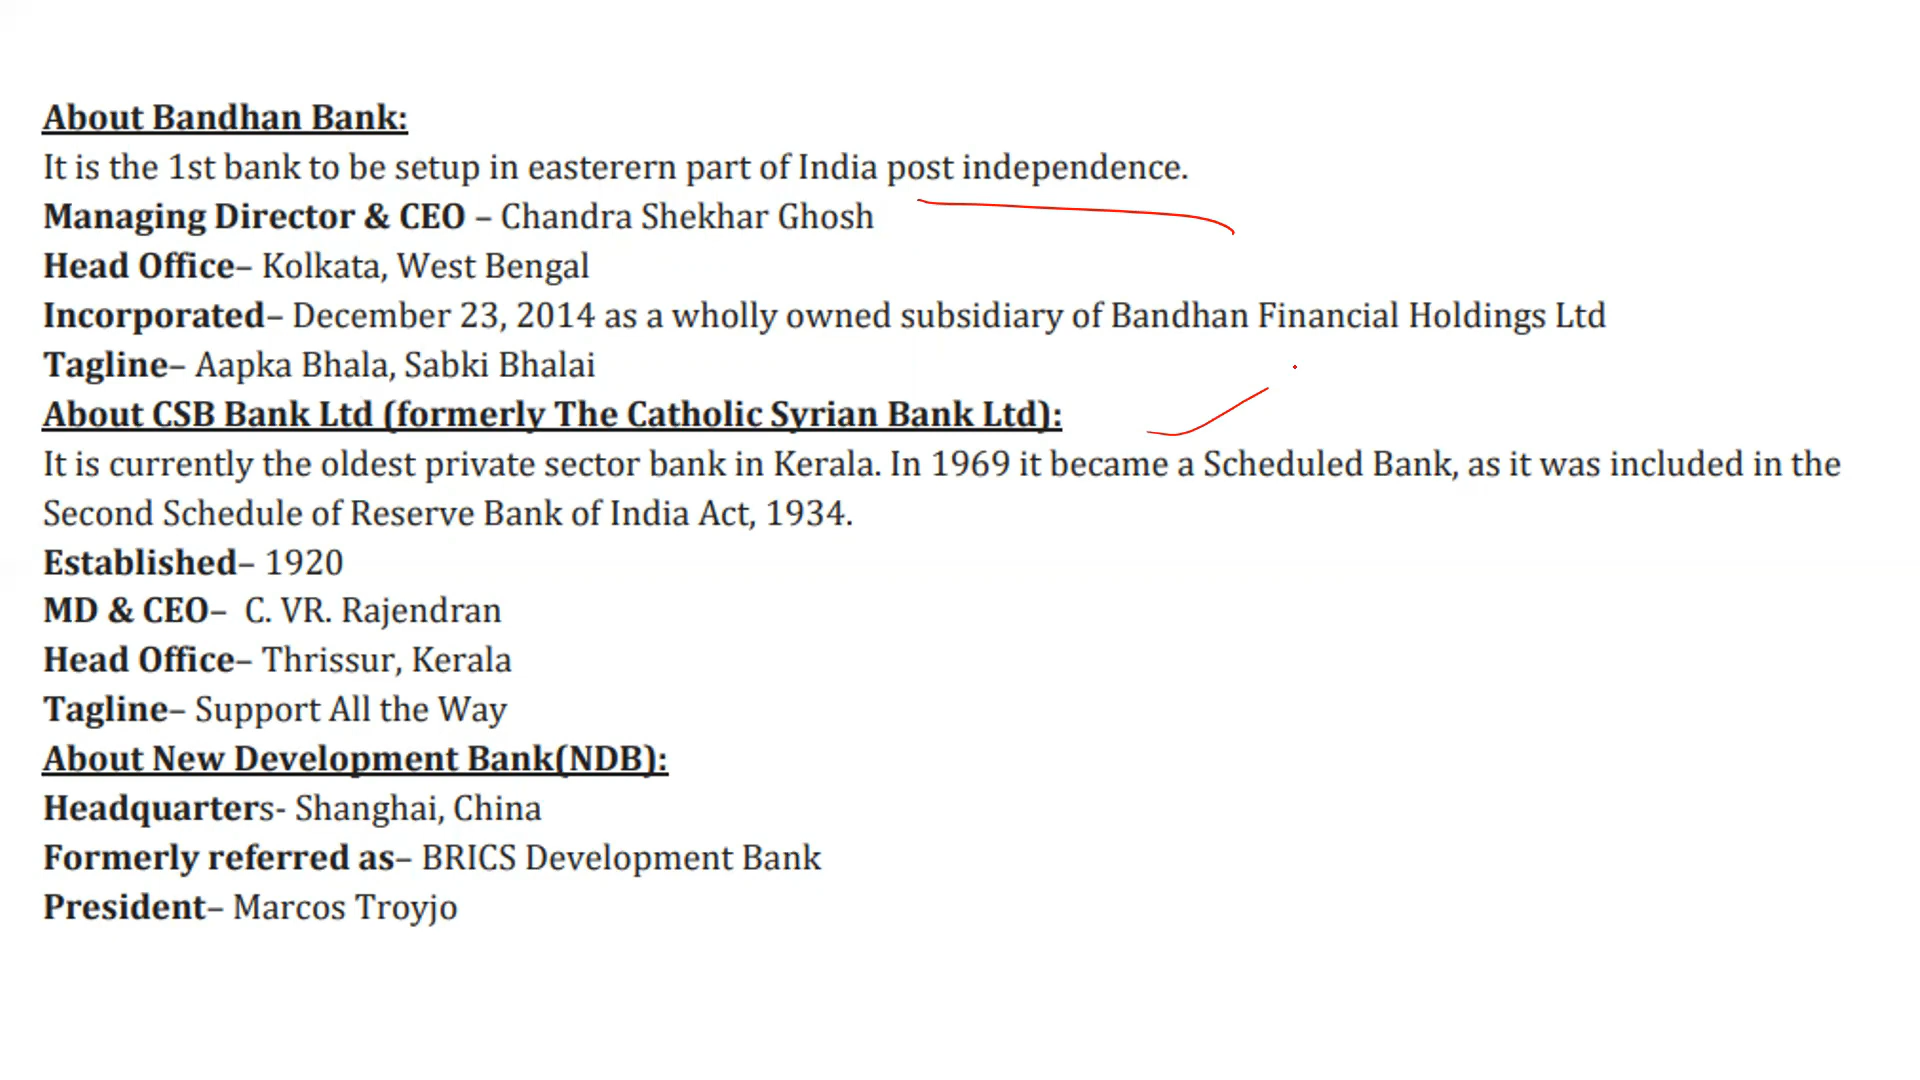 About Bandhan Bank:
It is the 1st bank to be setup in easterern part of India post independence.
Managing Director & CEO – Chandra Shekhar Ghosh
Head Office– Kolkata, West Bengal
Incorporated– December 23, 2014 as a wholly owned subsidiary of Bandhan Financial Holdings Ltd
Tagline– Aapka Bhala, Sabki Bhalai
About CSB Bank Ltd (formerly The Catholic Syrian Bank Ltd):
It is currently the oldest private sector bank in Kerala. In 1969 it became a Scheduled Bank, as it was included in the
Second Schedule of Reserve Bank of India Act, 1934.
Established– 1920
MD & CEO–  C. VR. Rajendran
Head Office– Thrissur, Kerala
Tagline– Support All the Way
About New Development Bank(NDB):
Headquarters- Shanghai, China
Formerly referred as– BRICS Development Bank
President– Marcos Troyjo